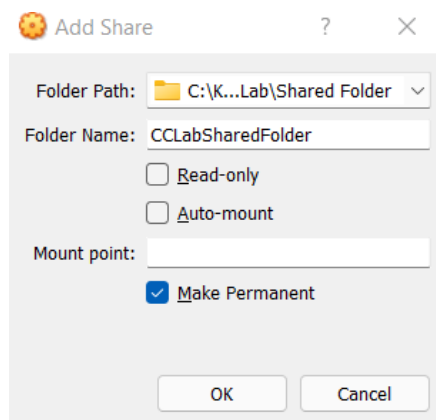 Add Share ?
Folder Path: C:\K...Lab\Shared Folder
Folder Name: CCLabSharedFolder
Read-only
Auto-mount
Mount point:
Make Permanent
OK Cancel